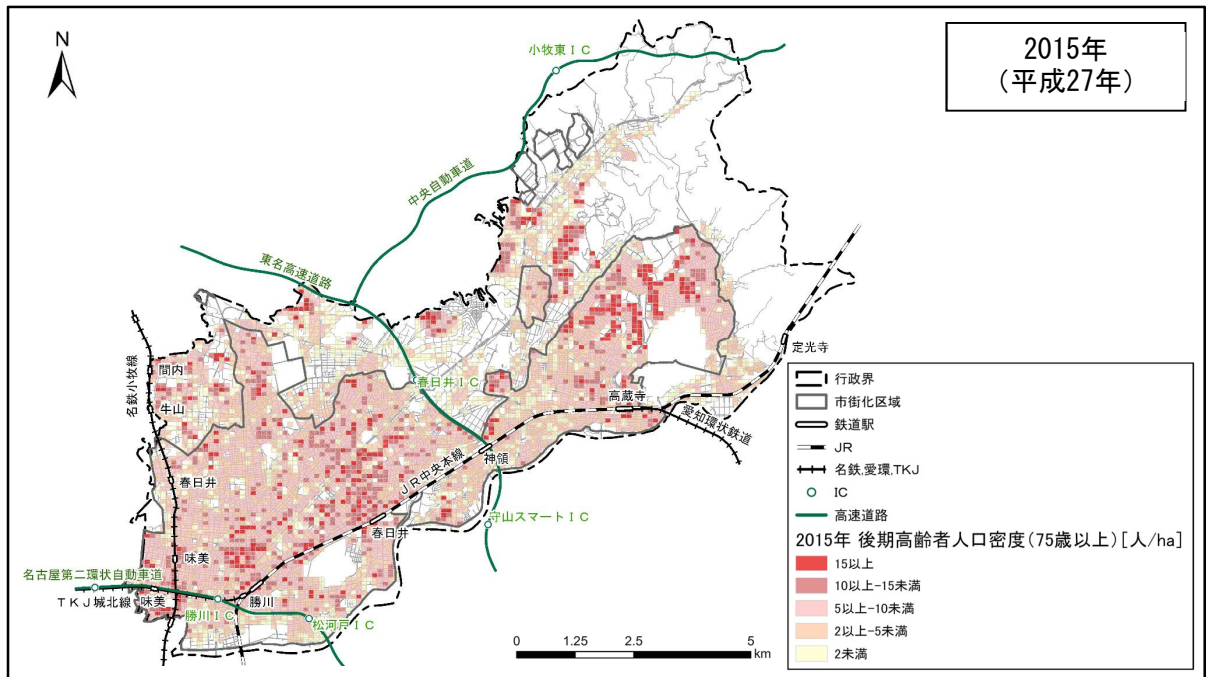 2015年
(平成27年)
N
小牧東IC
中央自動車道
東名高速道路
名鉄小牧線
間内
牛山
春日井IC
定光寺
高蔵寺
愛知環状鉄道
神領
JR中央本線
春日井
守山スマートIC
春日井
味美
名古屋第二環状自動車道
TKJ城北線
味美
勝川
勝川IC
松河戸IC
0 1.25 2.5 5
km
行政界
市街化区域
鉄道駅
JR
名鉄,愛環,TKJ
IC
高速道路
2015年 後期高齢者人口密度(75歳以上)[人/ha]
15以上
10以上-15未満
5以上-10未満
2以上-5未満
2未満